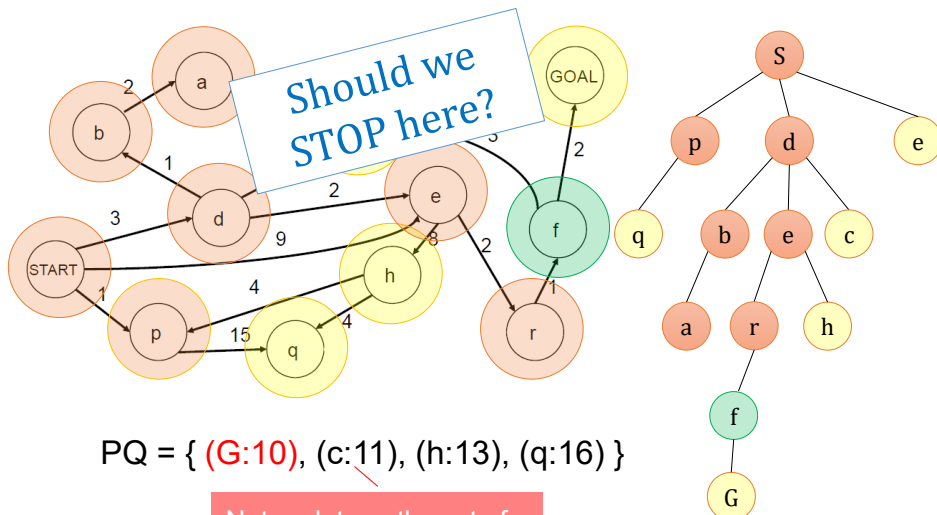 Should we
STOP here?
GOAL
a
2
b
1
3
2
d
2
e
f
3
9
8
2
START
h
4
1
1
p
15
q
4
r
S
p
d
e
q
b
e
c
a
r
h
f
G
PQ = { (G:10), (c:11), (h:13), (q:16) }